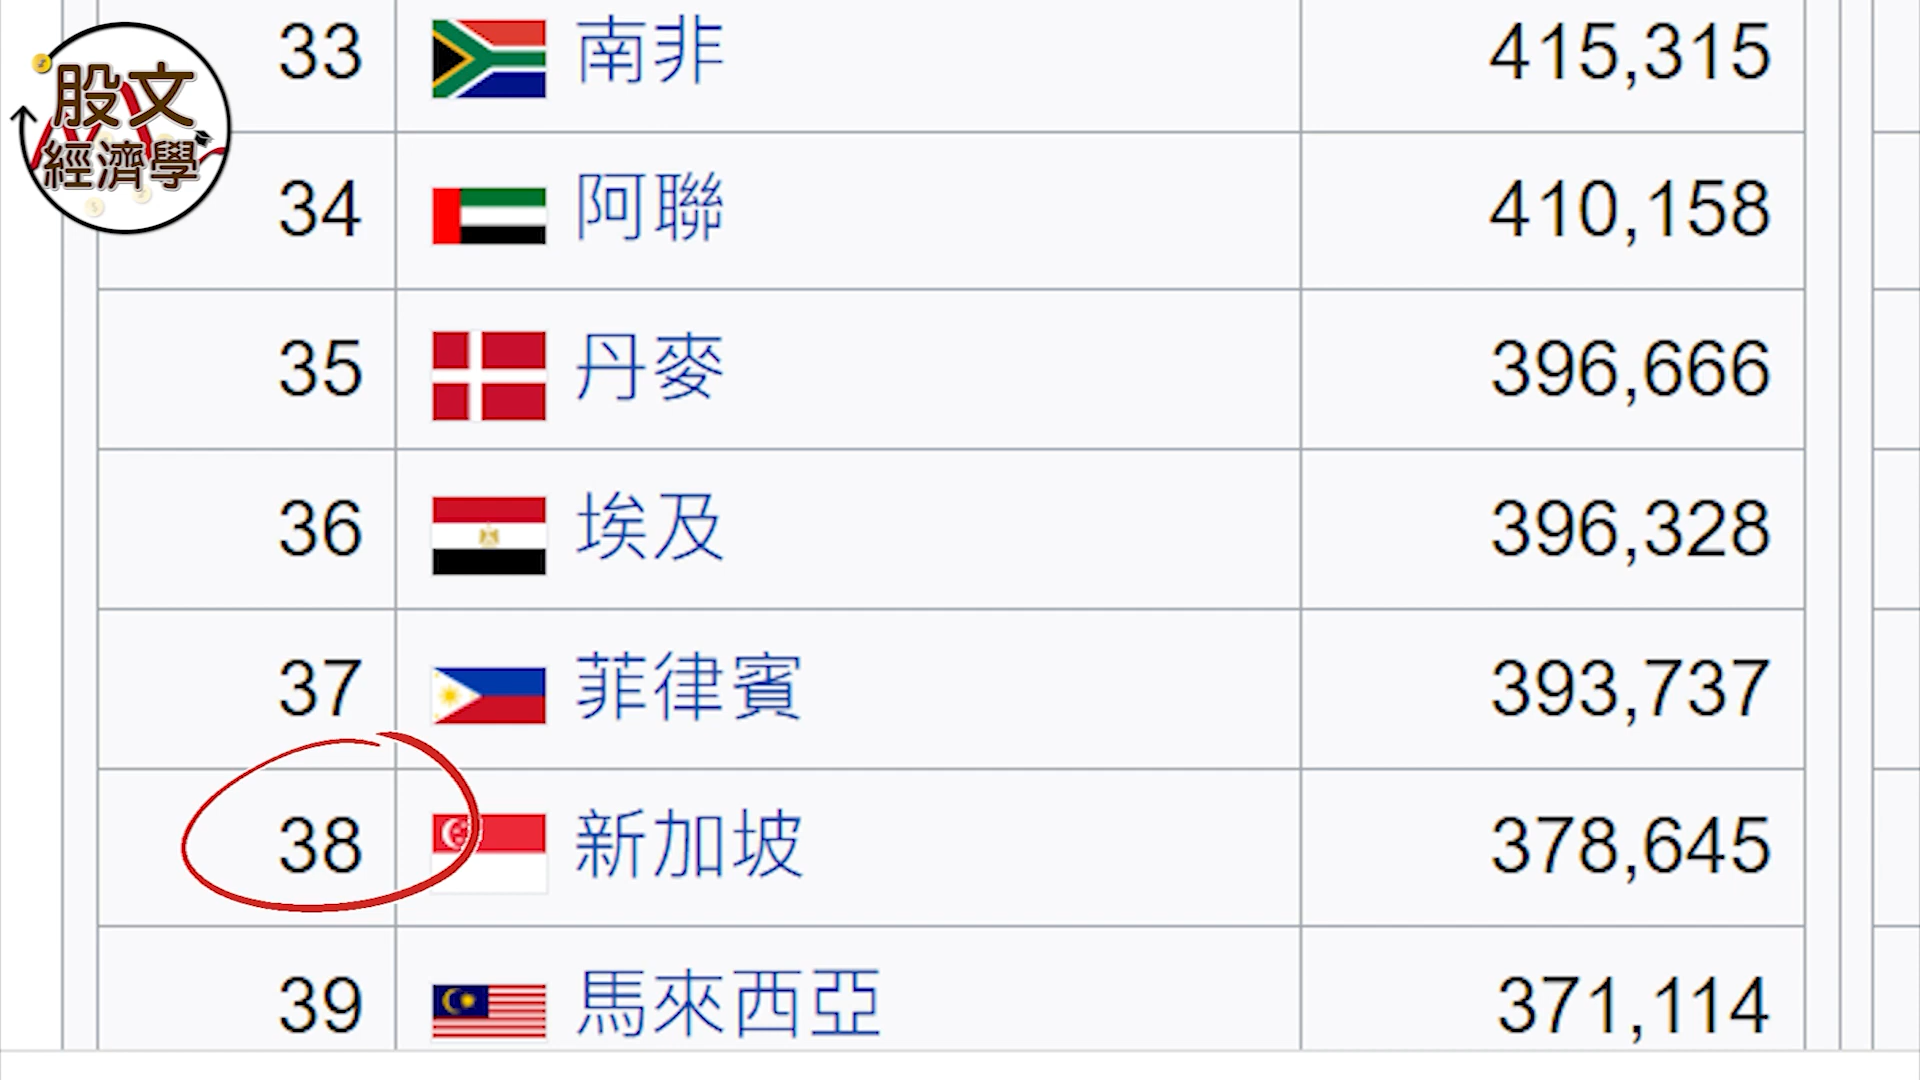 股文
經濟學
33 南非 415,315
34 阿聯 410,158
35 丹麥 396,666
36 埃及 396,328
37 菲律賓 393,737
38 新加坡 378,645
39 馬來西亞 371,114